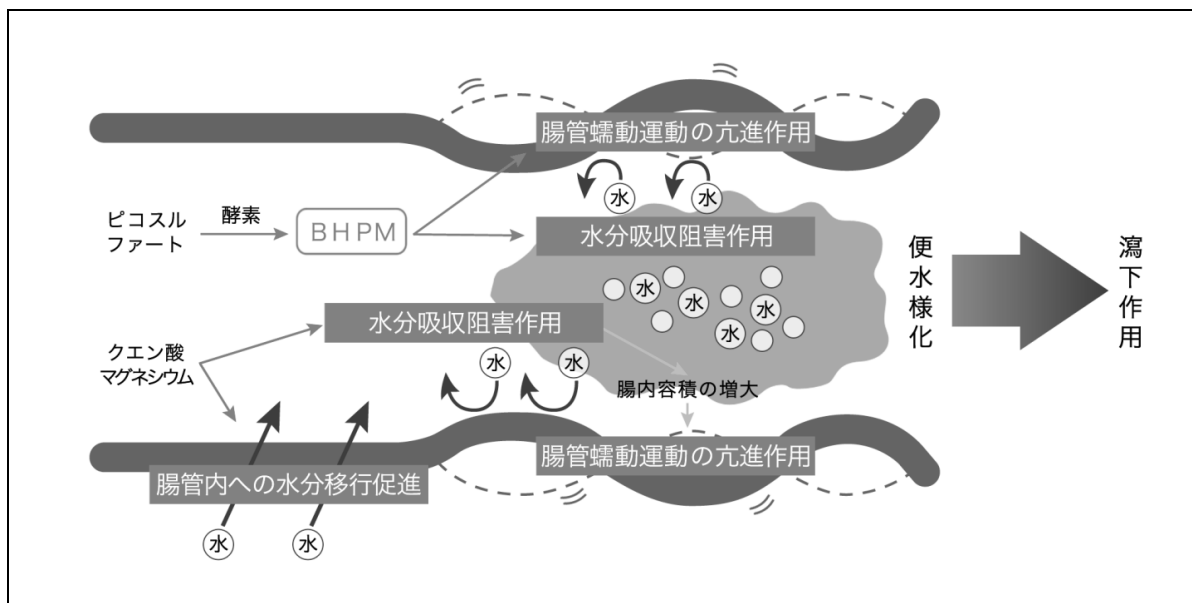 腸管蠕動運動の亢進作用
水
水
ピコスル
ファート
酵素
BHPM
水分吸収阻害作用
水
水
水
水
便水様化
瀉下作用
水分吸収阻害作用
クエン酸
マグネシウム
水
水
腸内容積の増大
腸管蠕動運動の亢進作用
腸管内への水分移行促進
水
水